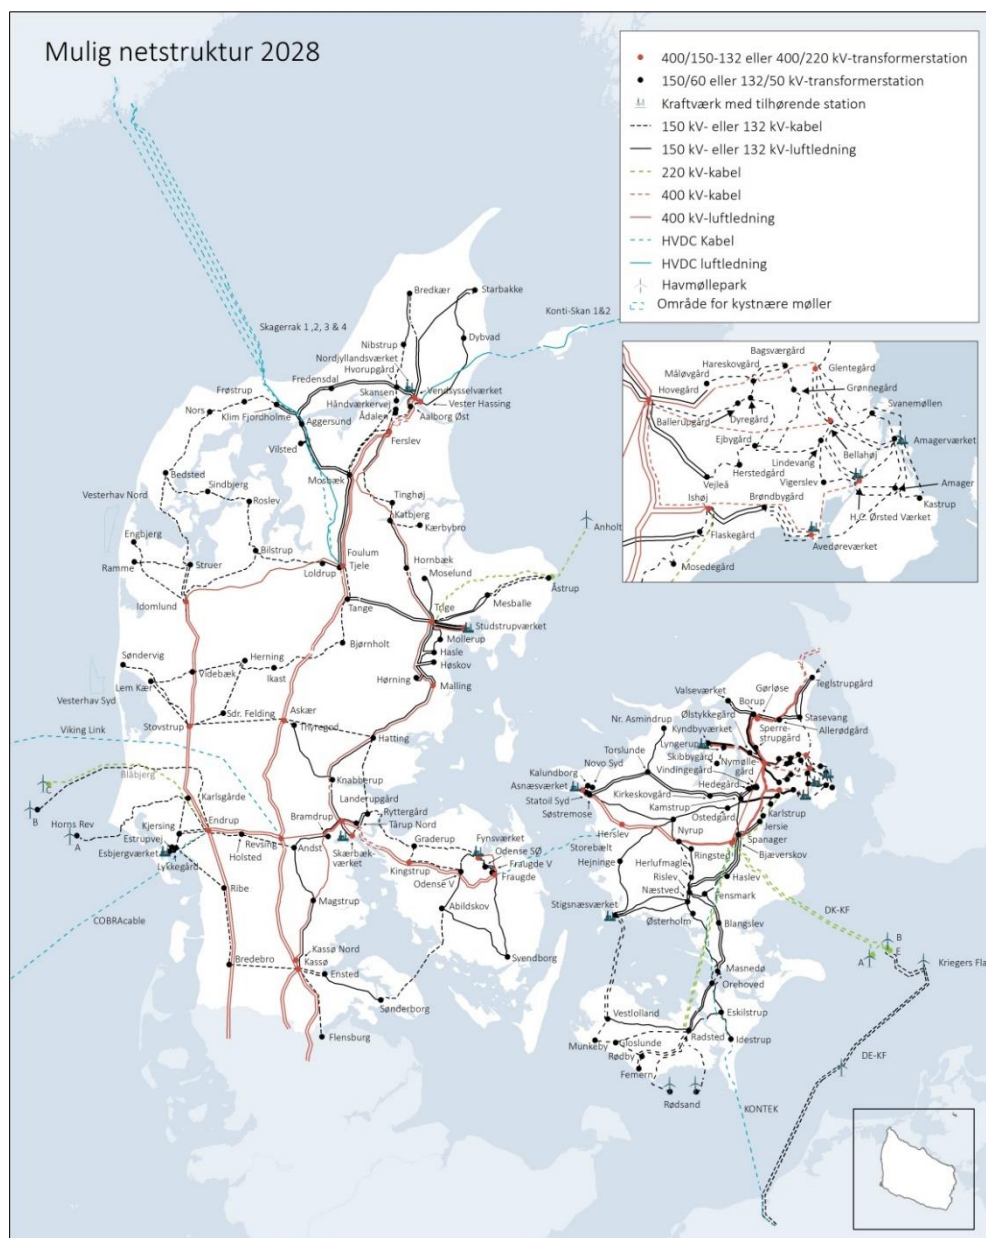 Mulig netstruktur 2028
400/150-132 eller 400/220 kV-transformerstation
150/60 eller 132/50 kV-transformerstation
Kraftværk med tilhørende station
150 kV- eller 132 kV-kabel
150 kV- eller 132 kV-luftledning
220 kV-kabel
400 kV-kabel
400 kV-luftledning
HVDC Kabel
HVDC luftledning
Havmøllepark
Område for kystnære møller
Bredkær
Starbakke
Konti-Skan 1&2
Skagerrak 1 ,2, 3 & 4
Nibstrup
Dybvad
Nordjyllandsværket
Hvorupgård
Fredensdal
Skansen
Vendsysselværket
Frøstrup
Håndværkervej
Vester Hassing
Nors
Klim Fjordholme
Ådalen
Aalborg Øst
Aggersund
Ferslev
Vilsted
Mosbæk
Bedsted
Sindbjerg
Tinghøj
Vesterhav Nord
Roslev
Katbjerg
Kærbybro
Anholt
Engbjerg
Bilstrup
Foulum
Hornbæk
Ramme
Struer
Loldrup
Tjele
Moselund
Åstrup
Idomlund
Tange
Trige
Mesballe
Studstrupværket
Bjørnholt
Mollerup
Hasle
Søndervig
Herning
Høskov
Lem Kær
Videbæk
Ikast
Hørning
Malling
Vesterhav Syd
Sdr. Felding
Askær
Stovstrup
Thyregod
Viking Link
Hatting
Blåbjerg
Knabberup
C
B
Karlsgårde
Landerupgård
Horns Rev
A
Kjersing
Endrup
Bramdrup
Ryttergård
Tårup Nord
Estrupvej
Revsing
Graderup
Fynsværket
Esbjergværket
Holsted
Andst
Skærbæk-
værket
Odense SØ
Lykkegård
Kingstrup
Fraugde V
Fraugde
Ribe
Odense V
COBRAcable
Magstrup
Abildskov
Kassø Nord
Kassø
Svendborg
Bredebro
Ensted
Sønderborg
Flensburg
Bagsværgård
Hareskovgård
Glentegård
Måløvgård
Hovegård
Grønnegård
Svanemøllen
Ballerupgård
Dyregård
Amagerværket
Ejbygård
Bellahøj
Lindevang
Herstedgård
Vejleå
Vigerslev
Amager
Ishøj
Brøndbygård
Kastrup
H.C. Ørsted Værket
Flaskegård
Avedøreværket
Mosedegård
Teglstrupgård
Gørløse
Valseværket
Borup
Ølstykkegård
Stasevang
Nr. Asmindrup
Kyndbyværket
Sperre-
strupgård
Allerødgård
Lyngerup
Torslunde
Skibbygård
Nymølle-
gård
Novo Syd
Vindingegård
Kalundborg
Asnæsværket
Hedegård
Kirkeskovgård
Statoil Syd
Kamstrup
Søstremose
Karlstrup
Ostedgård
Jersie
Herslev
Nyrup
Spanager
Storebælt
Ringsted
Bjæverskov
Hejninge
Herlufmagle
Rislev
Haslev
Næstved
Fensmark
Stigsnæsværket
Østerholm
Blangslev
DK-KF
B
E
A
Masnedø
Kriegers Fla
Orehoved
Vestlolland
Eskilstrup
Munkeby
Gloslunde
Radsted
Idestrup
Rødby
Femern
DE-KF
Rødsand
KONTEK